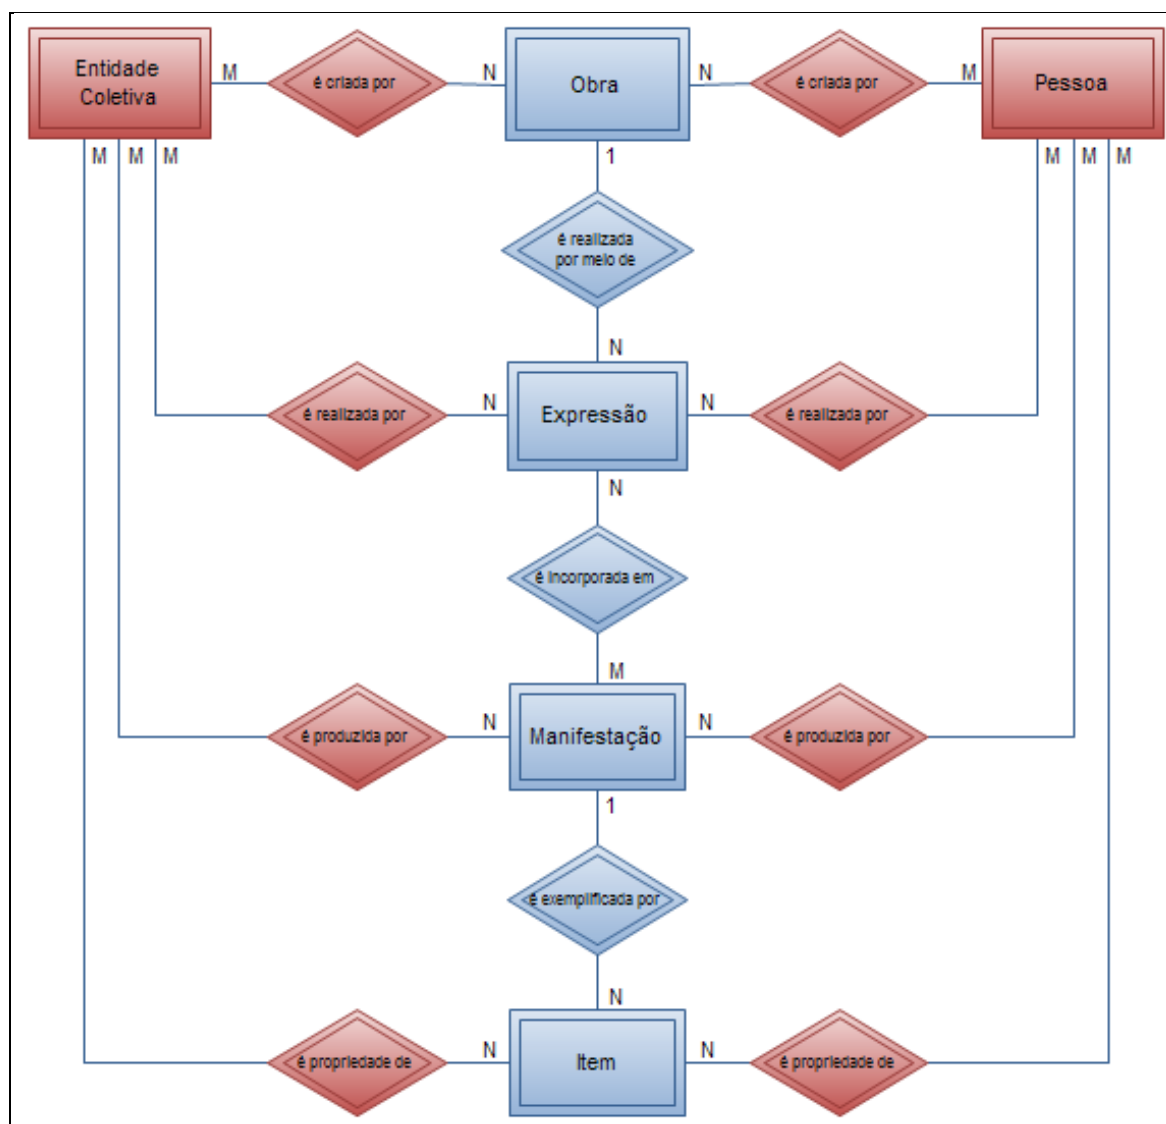 Entidade
Coletiva
M
é criada por
N
Obra
N
é criada por
M
Pessoa
M
M
M
1
M
M
M
é realizada
por meio de
N
é realizada por
N
Expressão
N
é realizada por
N
é incorporada em
M
é produzida por
N
Manifestação
N
é produzida por
1
é exemplificada por
N
é propriedade de
N
Item
N
é propriedade de